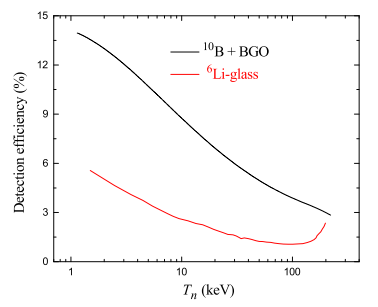 15
12
9
6
3
0
Detection efficiency (%)
¹⁰B + BGO
⁶Li-glass
1
10
100
Tₙ (keV)